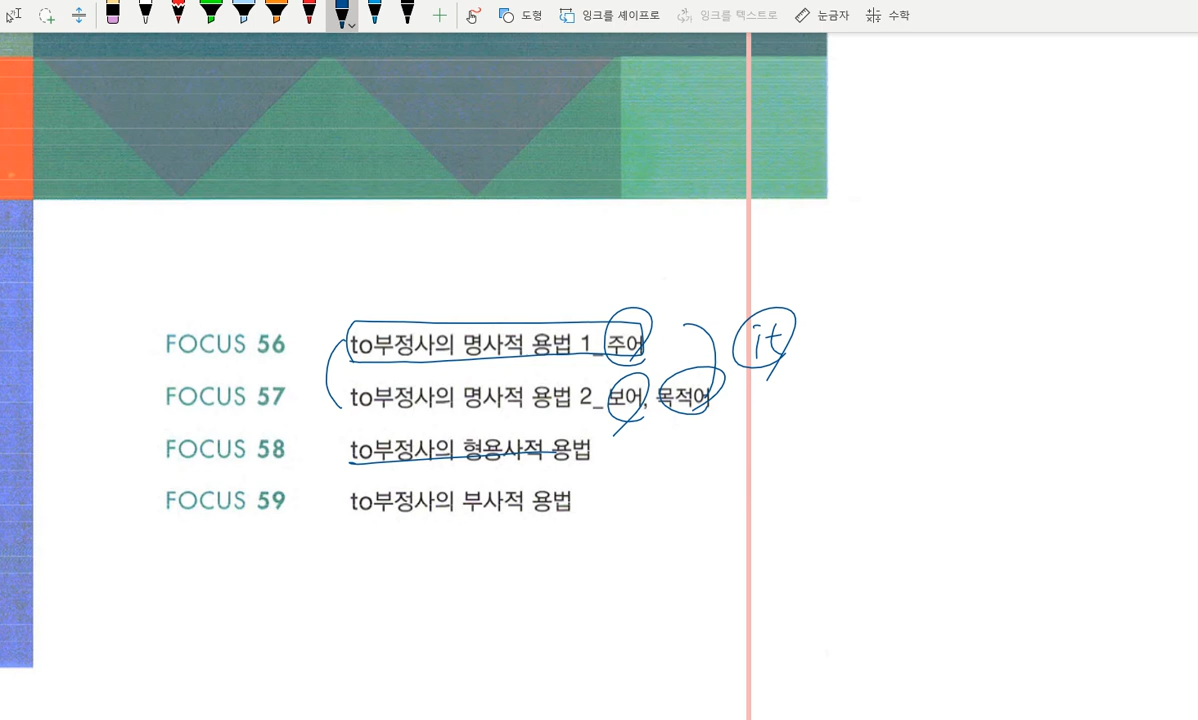 도형 잉크를 셰이프로 잉크를 텍스트로 눈금자 수학
FOCUS 56 to부정사의 명사적 용법 1_주어 it
FOCUS 57 to부정사의 명사적 용법 2_보어, 목적어
FOCUS 58 to부정사의 형용사적 용법
FOCUS 59 to부정사의 부사적 용법